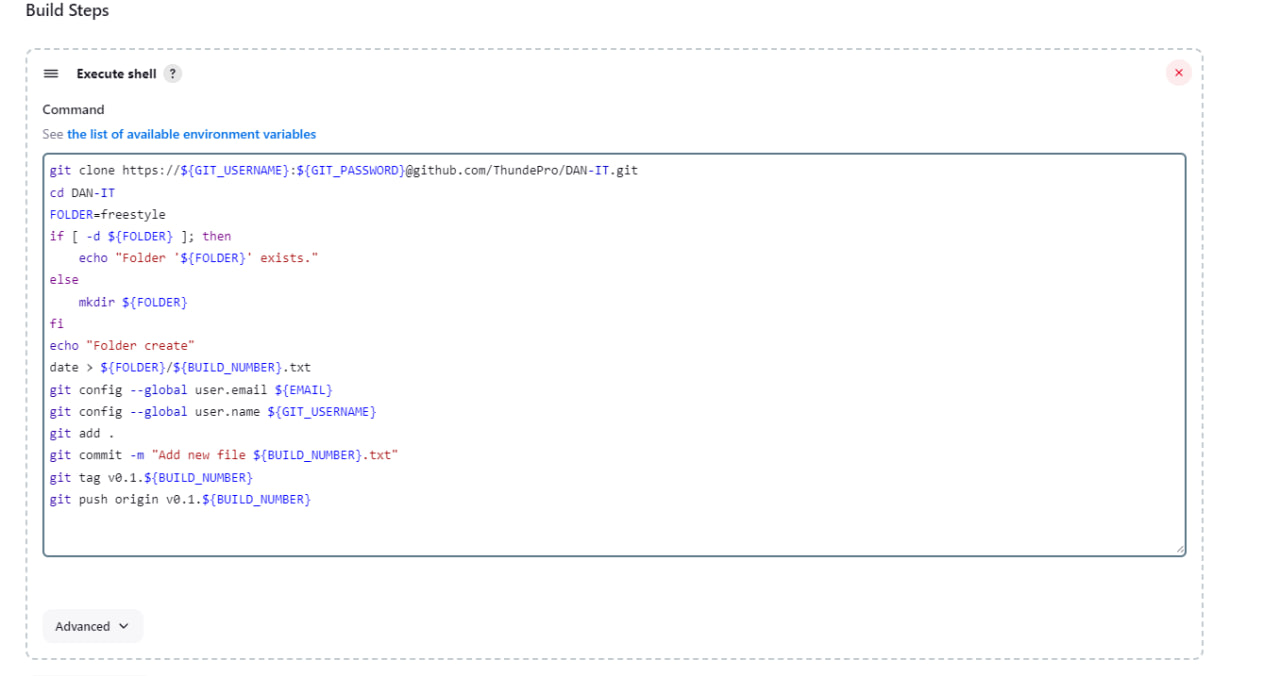 Build Steps
Execute shell ?
Command
See the list of available environment variables
git clone https://${GIT_USERNAME}:${GIT_PASSWORD}@github.com/ThundePro/DAN-IT.git
cd DAN-IT
FOLDER=freestyle
if [ -d ${FOLDER} ]; then
    echo "Folder '${FOLDER}' exists."
else
    mkdir ${FOLDER}
fi
echo "Folder create"
date > ${FOLDER}/${BUILD_NUMBER}.txt
git config --global user.email ${EMAIL}
git config --global user.name ${GIT_USERNAME}
git add .
git commit -m "Add new file ${BUILD_NUMBER}.txt"
git tag v0.1.${BUILD_NUMBER}
git push origin v0.1.${BUILD_NUMBER}
Advanced